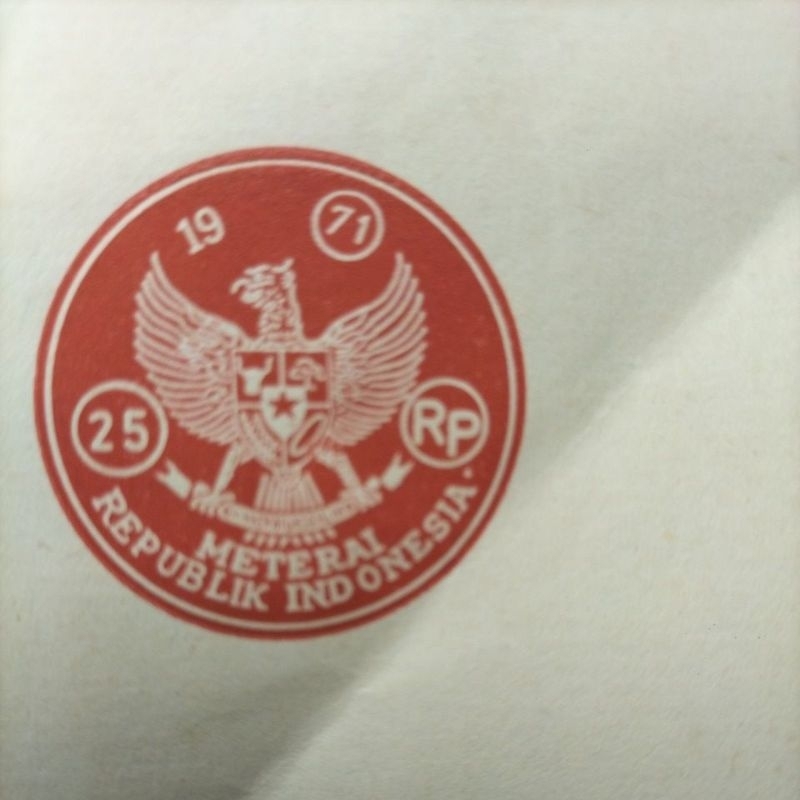 19 71
25 RP
METERAI
REPUBLIK INDONESIA